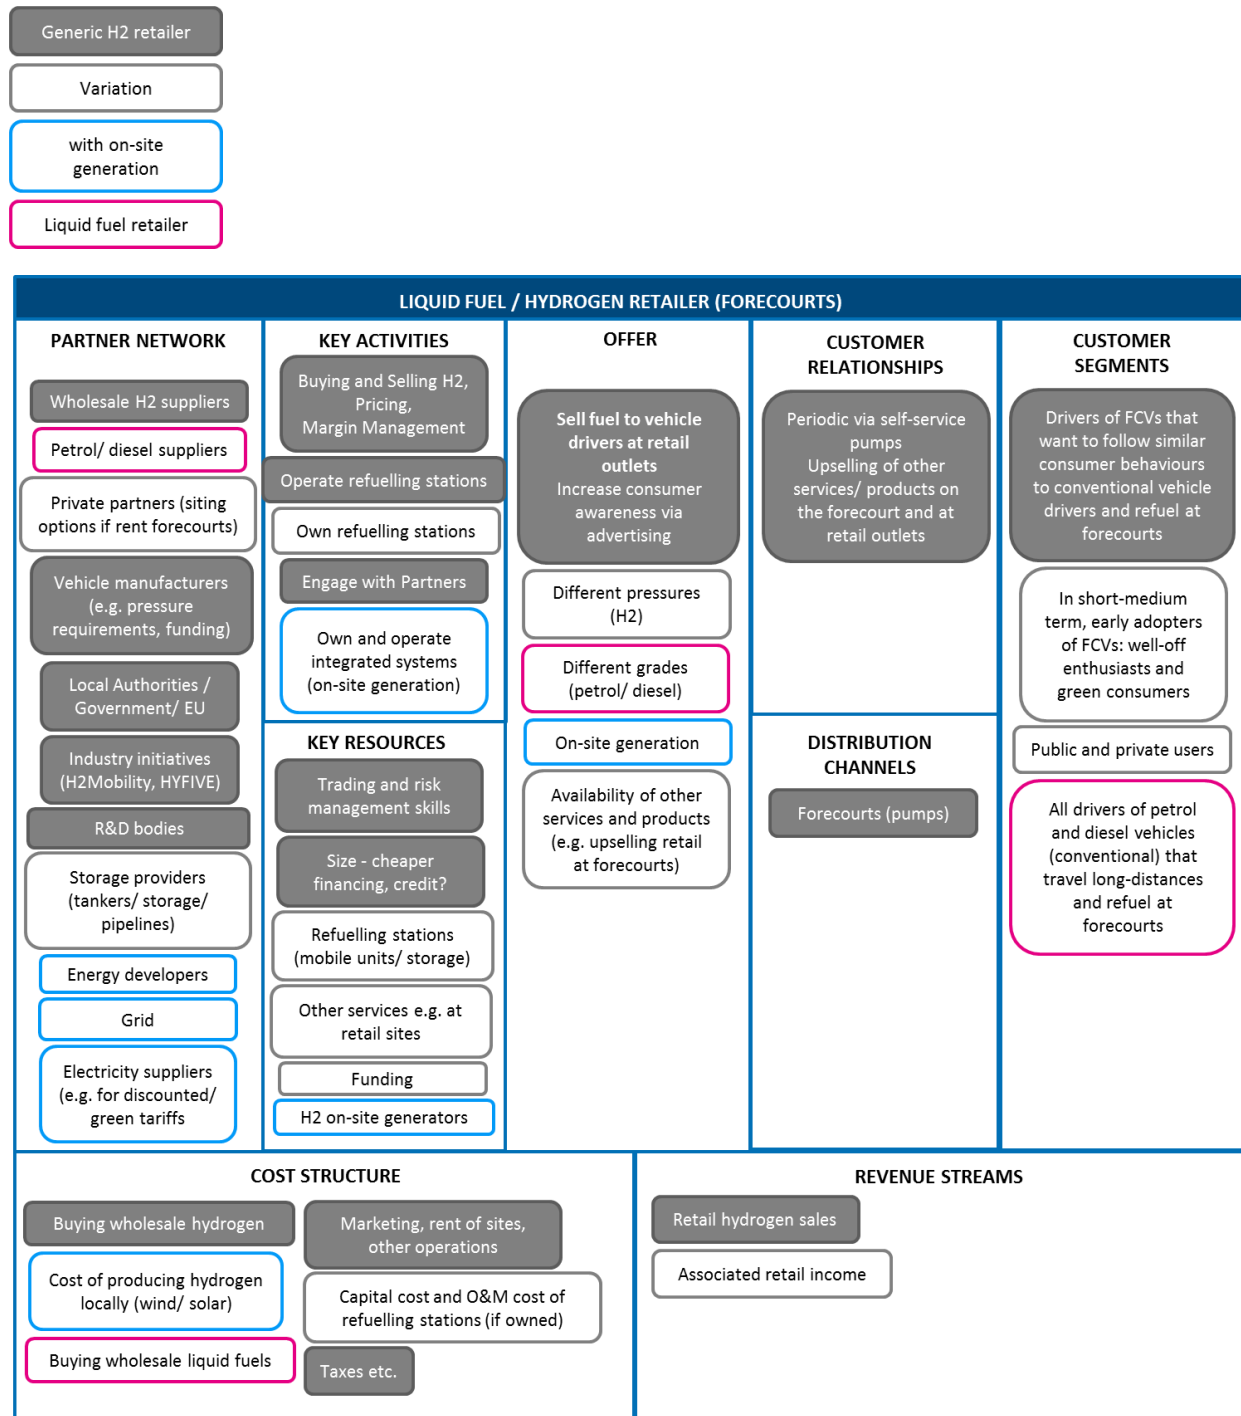 Generic H2 retailer
Variation
with on-site
generation
Liquid fuel retailer
LIQUID FUEL / HYDROGEN RETAILER (FORECOURTS)
PARTNER NETWORK
Wholesale H2 suppliers
Petrol/ diesel suppliers
Private partners (siting
options if rent forecourts)
Vehicle manufacturers
(e.g. pressure
requirements, funding)
Local Authorities /
Government/ EU
Industry initiatives
(H2Mobility, HYFIVE)
R&D bodies
Storage providers
(tankers/ storage/
pipelines)
Energy developers
Grid
Electricity suppliers
(e.g. for discounted/
green tariffs
KEY ACTIVITIES
Buying and Selling H2,
Pricing,
Margin Management
Operate refuelling stations
Own refuelling stations
Engage with Partners
Own and operate
integrated systems
(on-site generation)
KEY RESOURCES
Trading and risk
management skills
Size - cheaper
financing, credit?
Refuelling stations
(mobile units/ storage)
Other services e.g. at
retail sites
Funding
H2 on-site generators
OFFER
Sell fuel to vehicle
drivers at retail
outlets
Increase consumer
awareness via
advertising
Different pressures
(H2)
Different grades
(petrol/ diesel)
On-site generation
Availability of other
services and products
(e.g. upselling retail
at forecourts)
CUSTOMER
RELATIONSHIPS
Periodic via self-service
pumps
Upselling of other
services/ products on
the forecourt and at
retail outlets
DISTRIBUTION
CHANNELS
Forecourts (pumps)
CUSTOMER
SEGMENTS
Drivers of FCVs that
want to follow similar
consumer behaviours
to conventional vehicle
drivers and refuel at
forecourts
In short-medium
term, early adopters
of FCVs: well-off
enthusiasts and
green consumers
Public and private users
All drivers of petrol
and diesel vehicles
(conventional) that
travel long-distances
and refuel at
forecourts
COST STRUCTURE
Buying wholesale hydrogen
Cost of producing hydrogen
locally (wind/ solar)
Buying wholesale liquid fuels
Marketing, rent of sites,
other operations
Capital cost and O&M cost of
refuelling stations (if owned)
Taxes etc.
REVENUE STREAMS
Retail hydrogen sales
Associated retail income